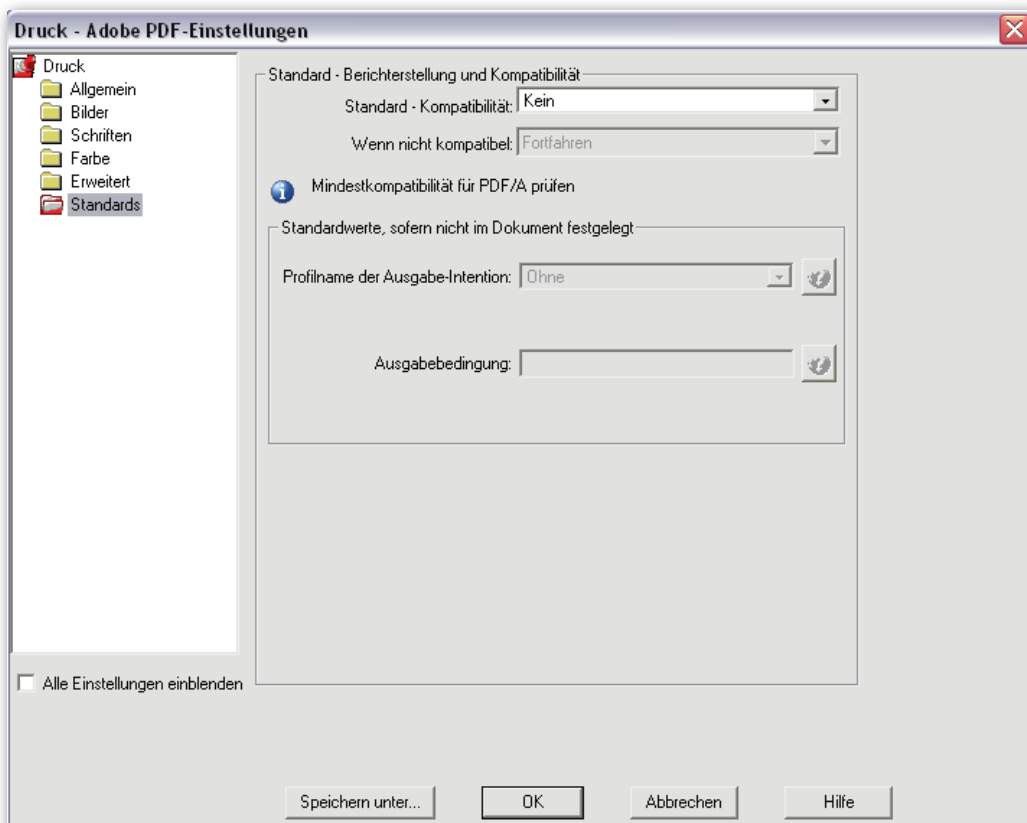 Druck - Adobe PDF-Einstellungen
Druck
Allgemein
Bilder
Schriften
Farbe
Erweitert
Standards
Alle Einstellungen einblenden
Standard - Berichterstellung und Kompatibilität
Standard - Kompatibilität: Kein
Wenn nicht kompatibel: Fortfahren
Mindestkompatibilität für PDF/A prüfen
Standardwerte, sofern nicht im Dokument festgelegt
Profilname der Ausgabe-Intention: Ohne
Ausgabebedingung:
Speichern unter... OK Abbrechen Hilfe